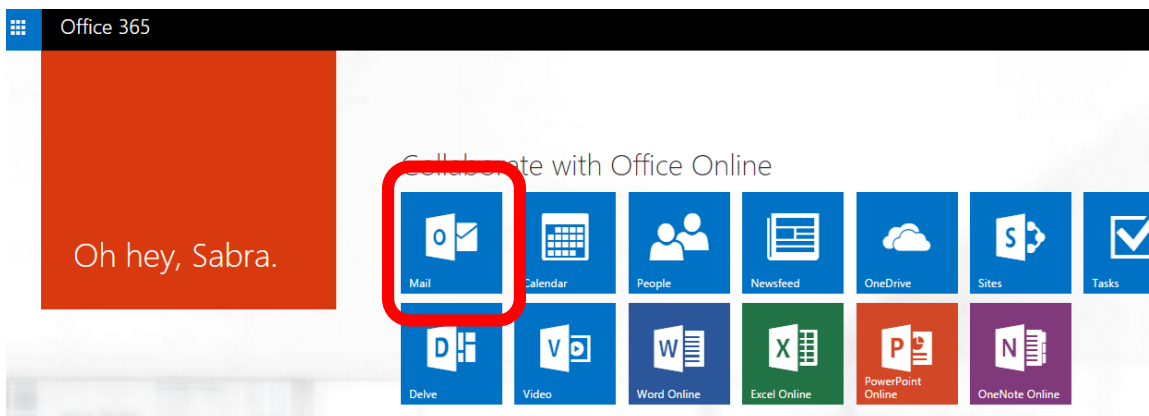 Office 365
Collaborate with Office Online
Oh hey, Sabra.
Mail
Calendar
People
Newsfeed
OneDrive
Sites
Tasks
Delve
Video
Word Online
Excel Online
PowerPoint
Online
OneNote Online